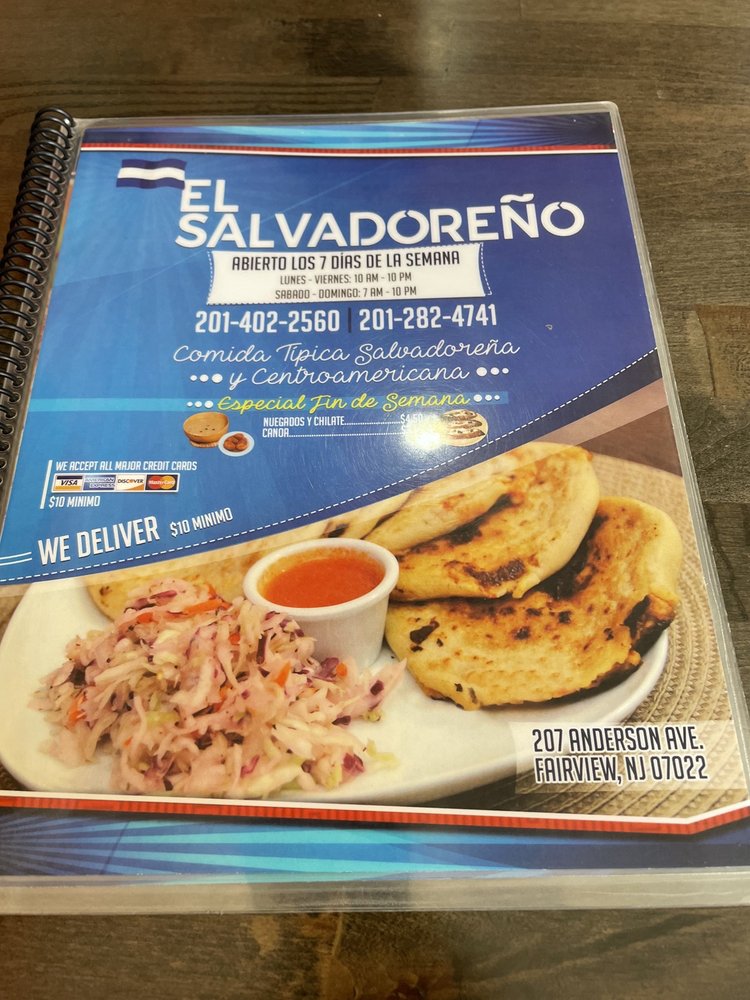 EL
SALVADOREÑO
ABIERTO LOS 7 DÍAS DE LA SEMANA
LUNES - VIERNES: 10 AM - 10 PM
SABADO - DOMINGO: 7 AM - 10 PM
201-402-2560 | 201-282-4741
Comida Típica Salvadoreña
y Centroamericana
Especial Fin de Semana
NUEGADOS Y CHILATE
CANOA
WE ACCEPT ALL MAJOR CREDIT CARDS
VISA AMERICAN EXPRESS DISCOVER MasterCard
$10 MINIMO
WE DELIVER $10 MINIMO
207 ANDERSON AVE.
FAIRVIEW, NJ 07022